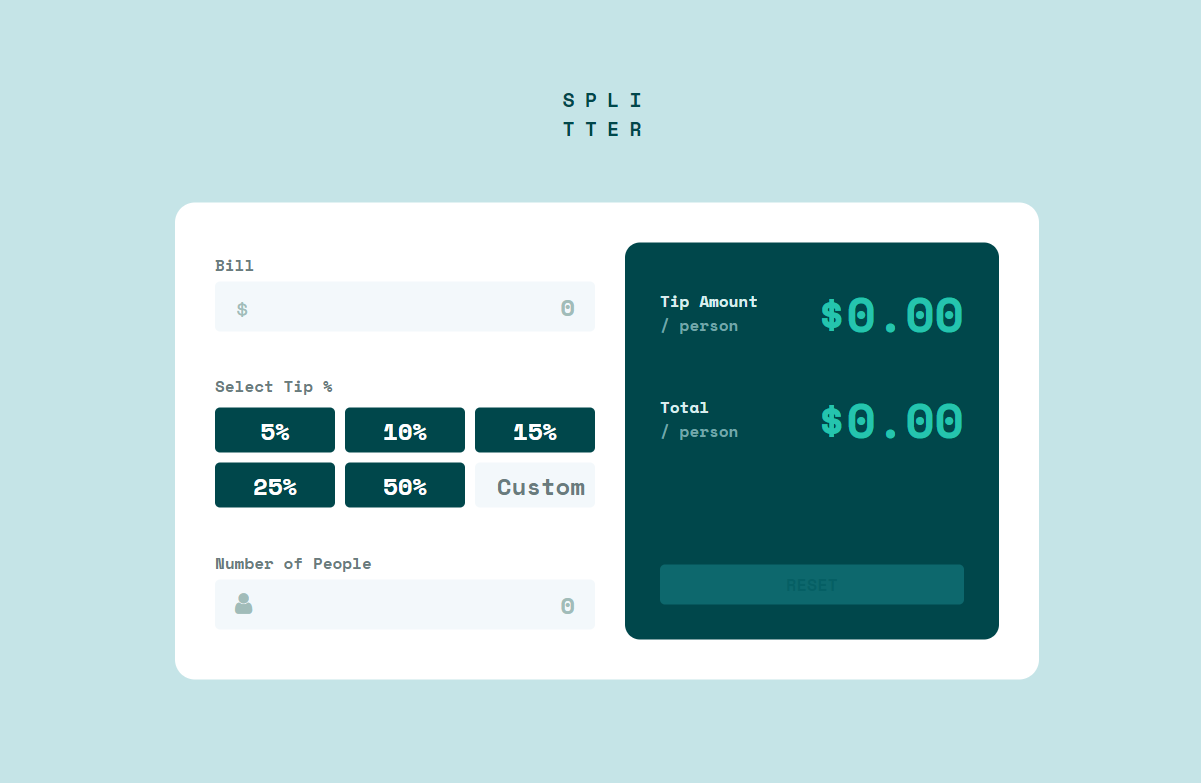 SPLI
TTER
Bill
$ 0
Select Tip %
5% 10% 15%
25% 50% Custom
Number of People
0
Tip Amount
/ person
$0.00
Total
/ person
$0.00
RESET